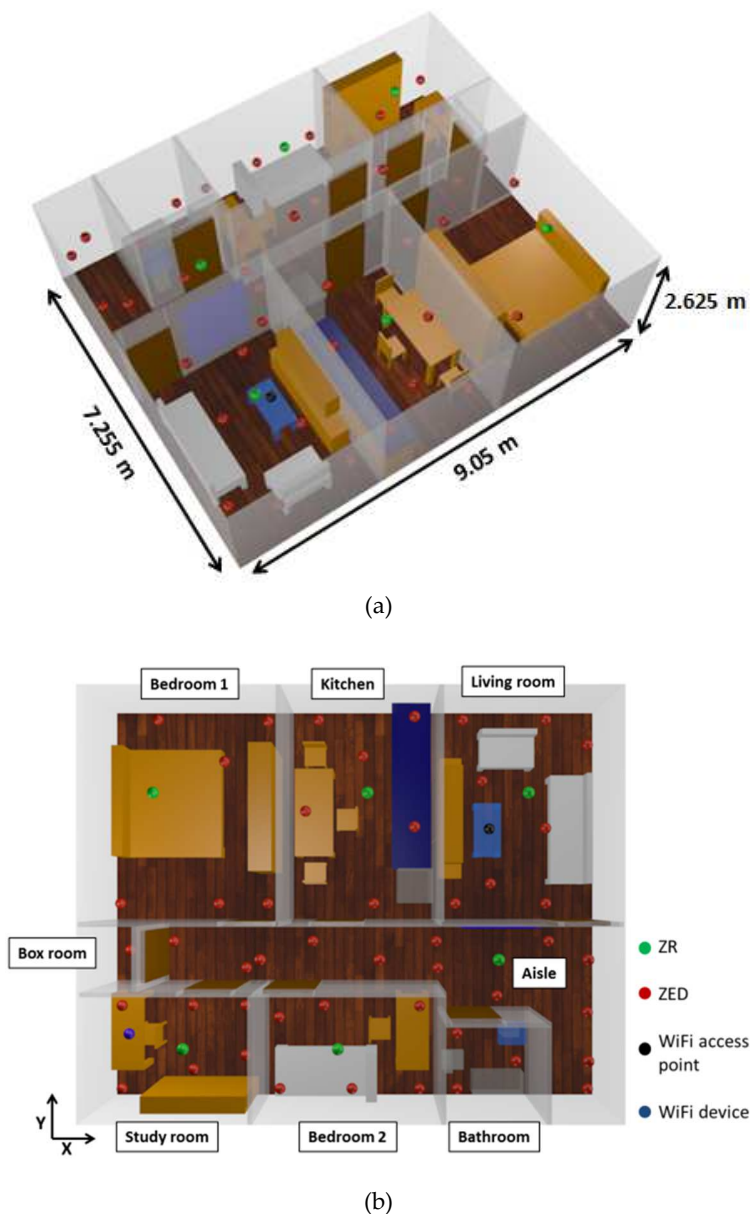 2.625 m
7.255 m
9.05 m
(a)
Bedroom 1
Kitchen
Living room
Box room
Aisle
ZR
ZED
WiFi access
point
WiFi device
Y
X
Study room
Bedroom 2
Bathroom
(b)